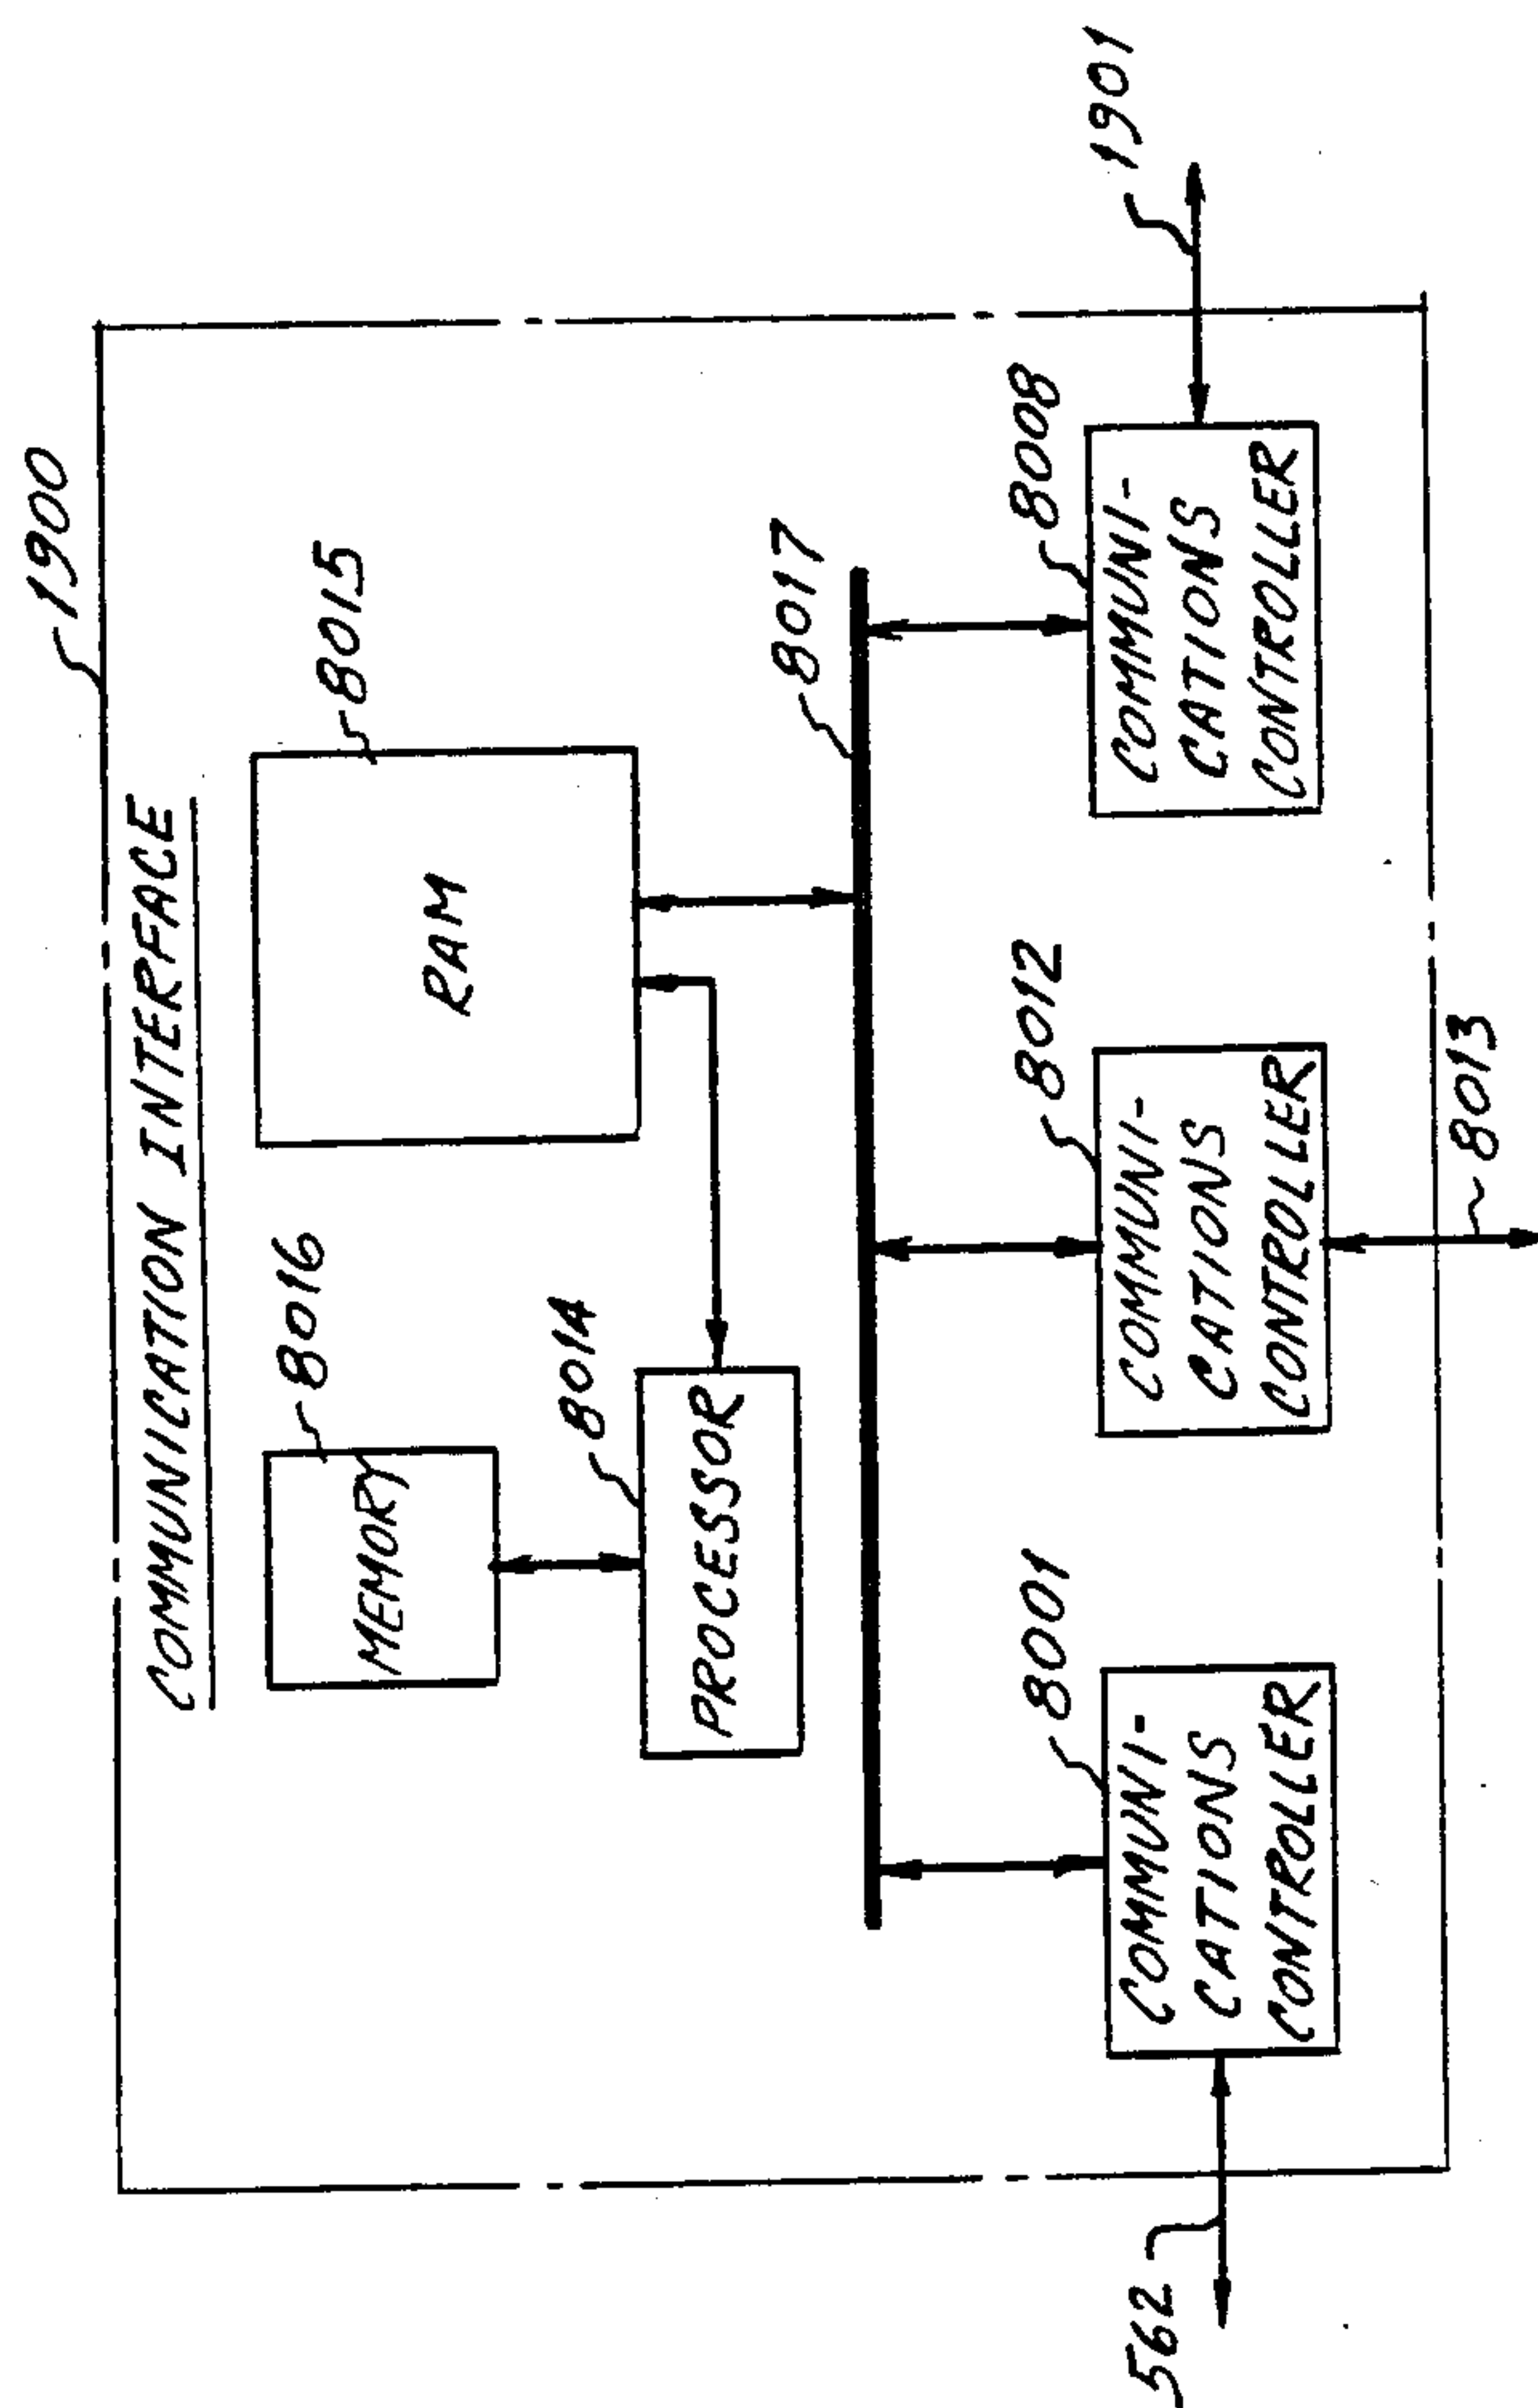 1900
COMMUNICATION INTERFACE
8016
8015
MEMORY
RAM
8014
PROCESSOR
8017
8001
8012
8008
COMMUNI-
CATIONS
CONTROLLER
COMMUNI-
CATIONS
CONTROLLER
COMMUNI-
CATIONS
CONTROLLER
562
8013
1901